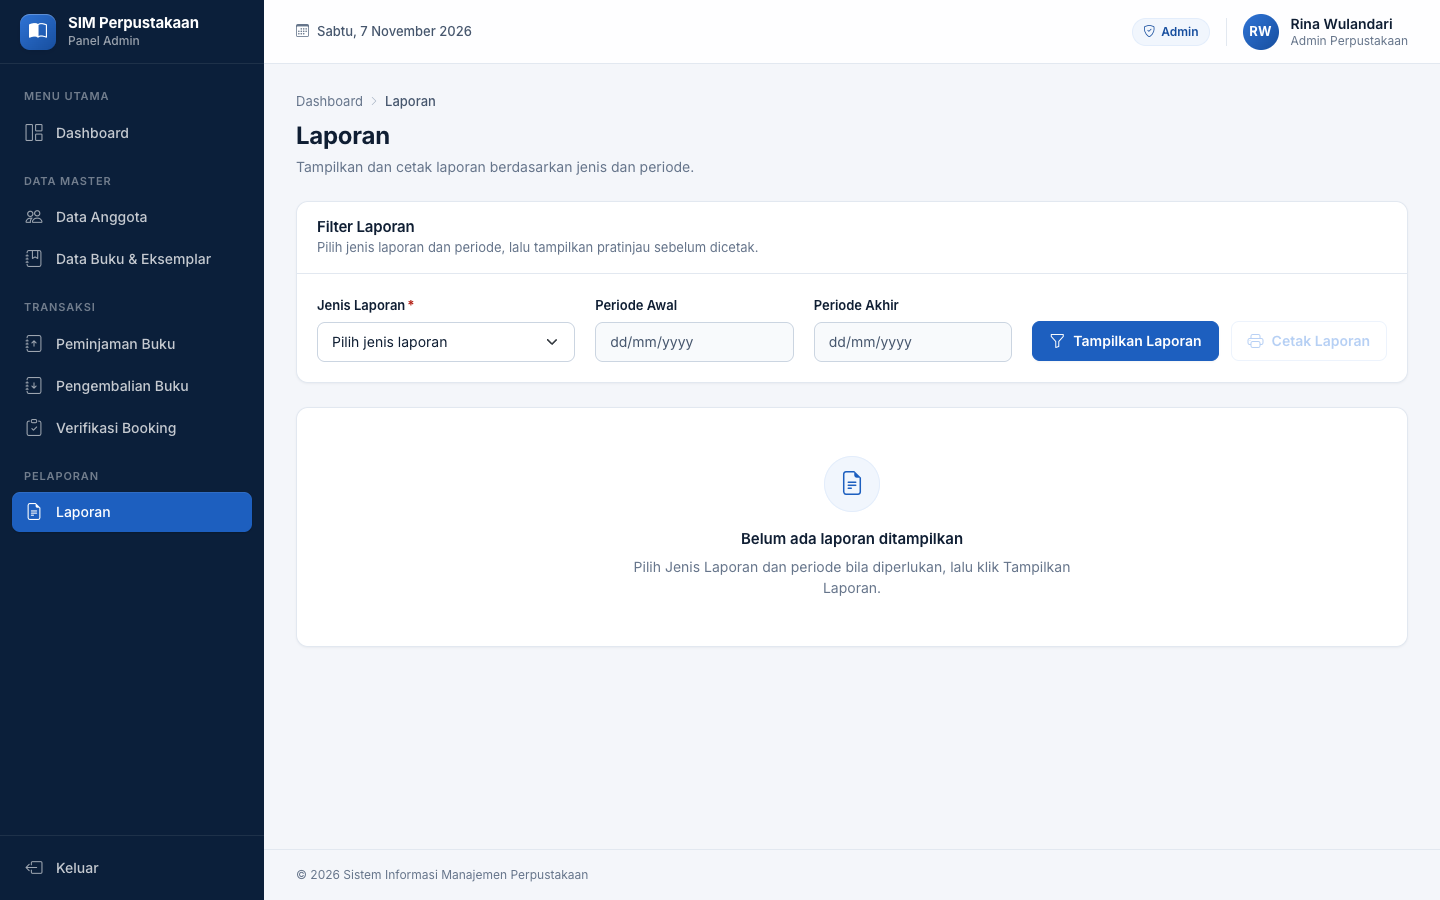 SIM Perpustakaan
Panel Admin
MENU UTAMA
Dashboard
DATA MASTER
Data Anggota
Data Buku & Eksemplar
TRANSAKSI
Peminjaman Buku
Pengembalian Buku
Verifikasi Booking
PELAPORAN
Laporan
Keluar
Sabtu, 7 November 2026
Admin
RW
Rina Wulandari
Admin Perpustakaan
Dashboard
Laporan
Laporan
Tampilkan dan cetak laporan berdasarkan jenis dan periode.
Filter Laporan
Pilih jenis laporan dan periode, lalu tampilkan pratinjau sebelum dicetak.
Jenis Laporan *
Pilih jenis laporan
Periode Awal
dd/mm/yyyy
Periode Akhir
dd/mm/yyyy
Tampilkan Laporan
Cetak Laporan
Belum ada laporan ditampilkan
Pilih Jenis Laporan dan periode bila diperlukan, lalu klik Tampilkan
Laporan.
© 2026 Sistem Informasi Manajemen Perpustakaan